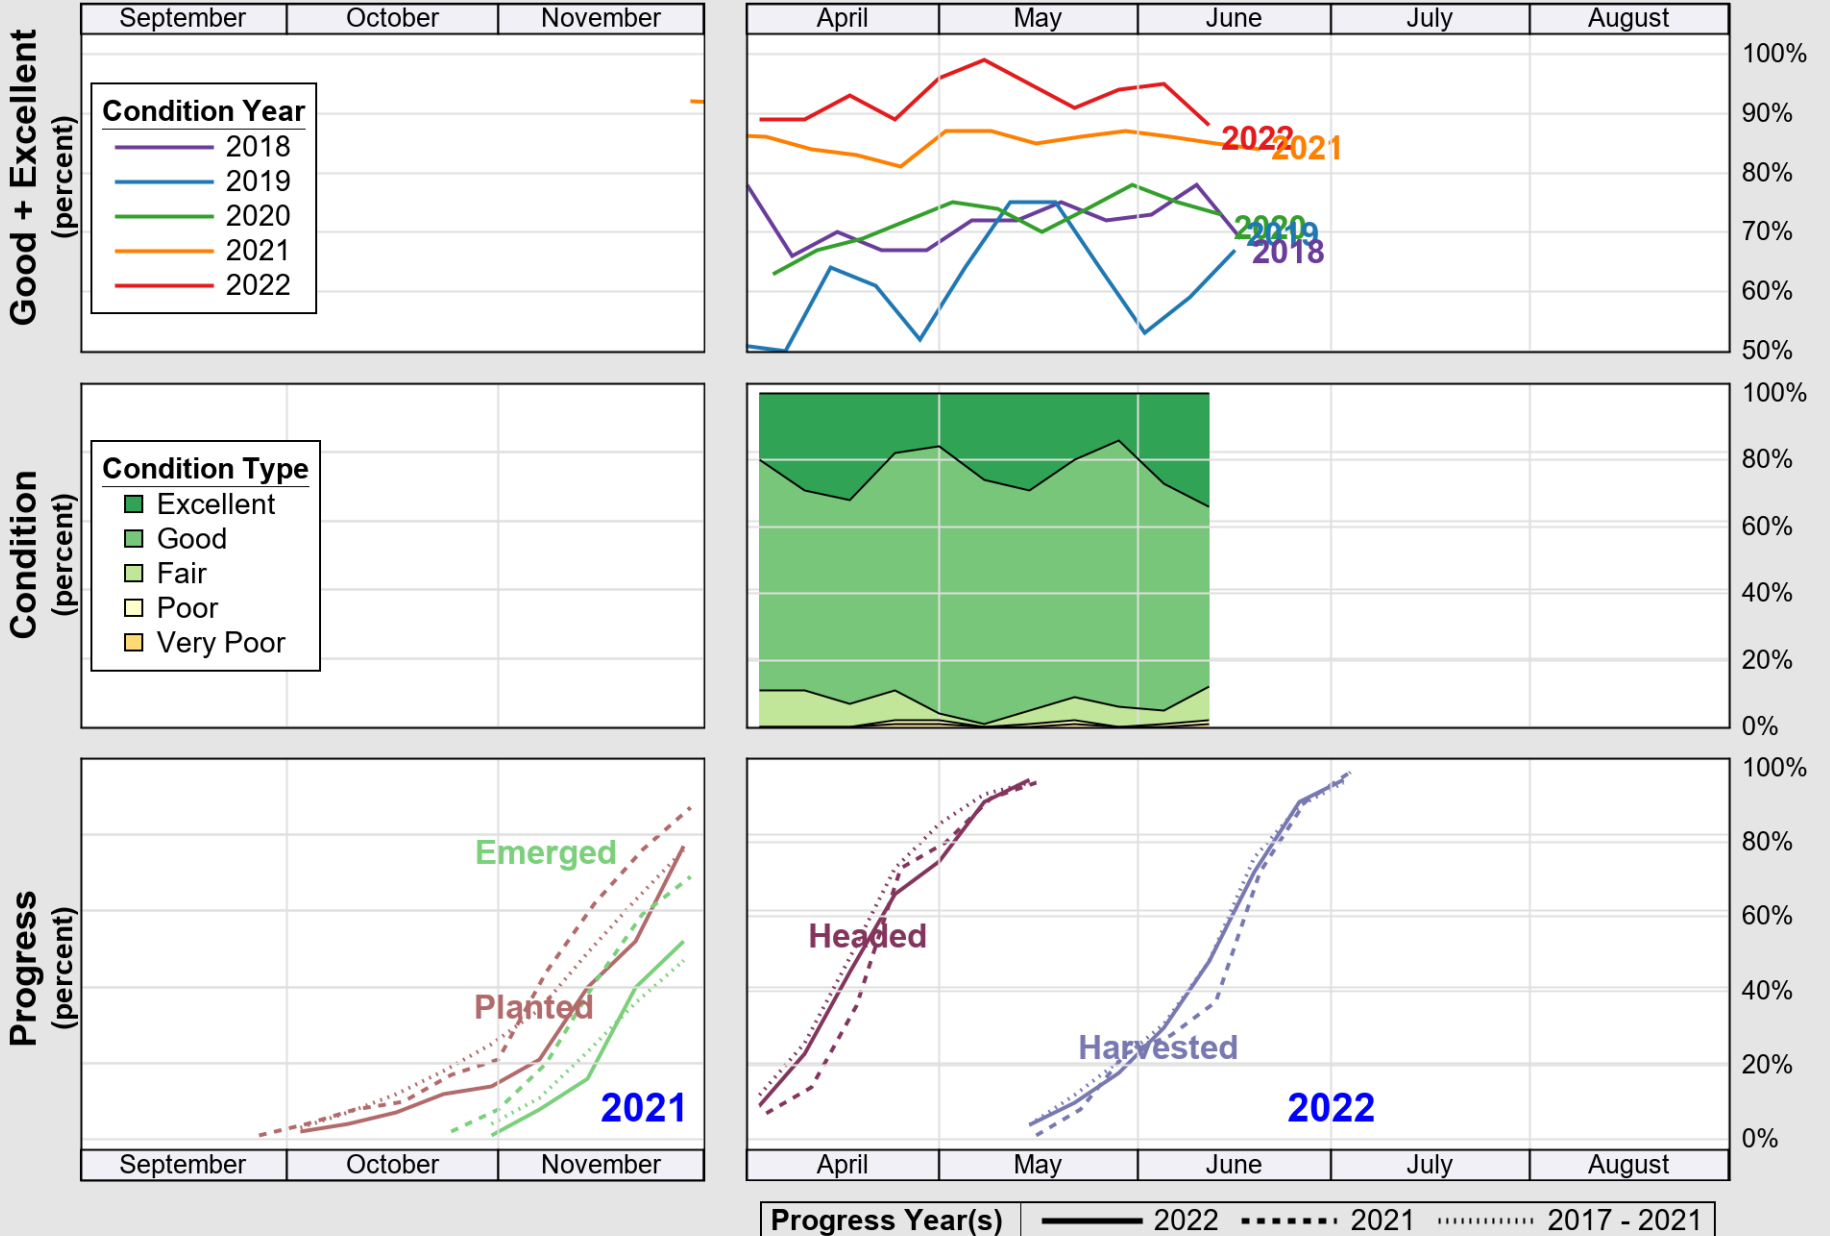 September October November April May June July August
Good + Excellent
(percent)
100%
90%
80%
70%
60%
50%
Condition Year
2018
2019
2020
2021
2022
2022
2021
2020
2019
2018
Condition
(percent)
100%
80%
60%
40%
20%
0%
Condition Type
Excellent
Good
Fair
Poor
Very Poor
Progress
(percent)
100%
80%
60%
40%
20%
0%
Emerged
Planted
2021
Headed
Harvested
2022
September October November April May June July August
Progress Year(s) 2022 2021 2017 - 2021